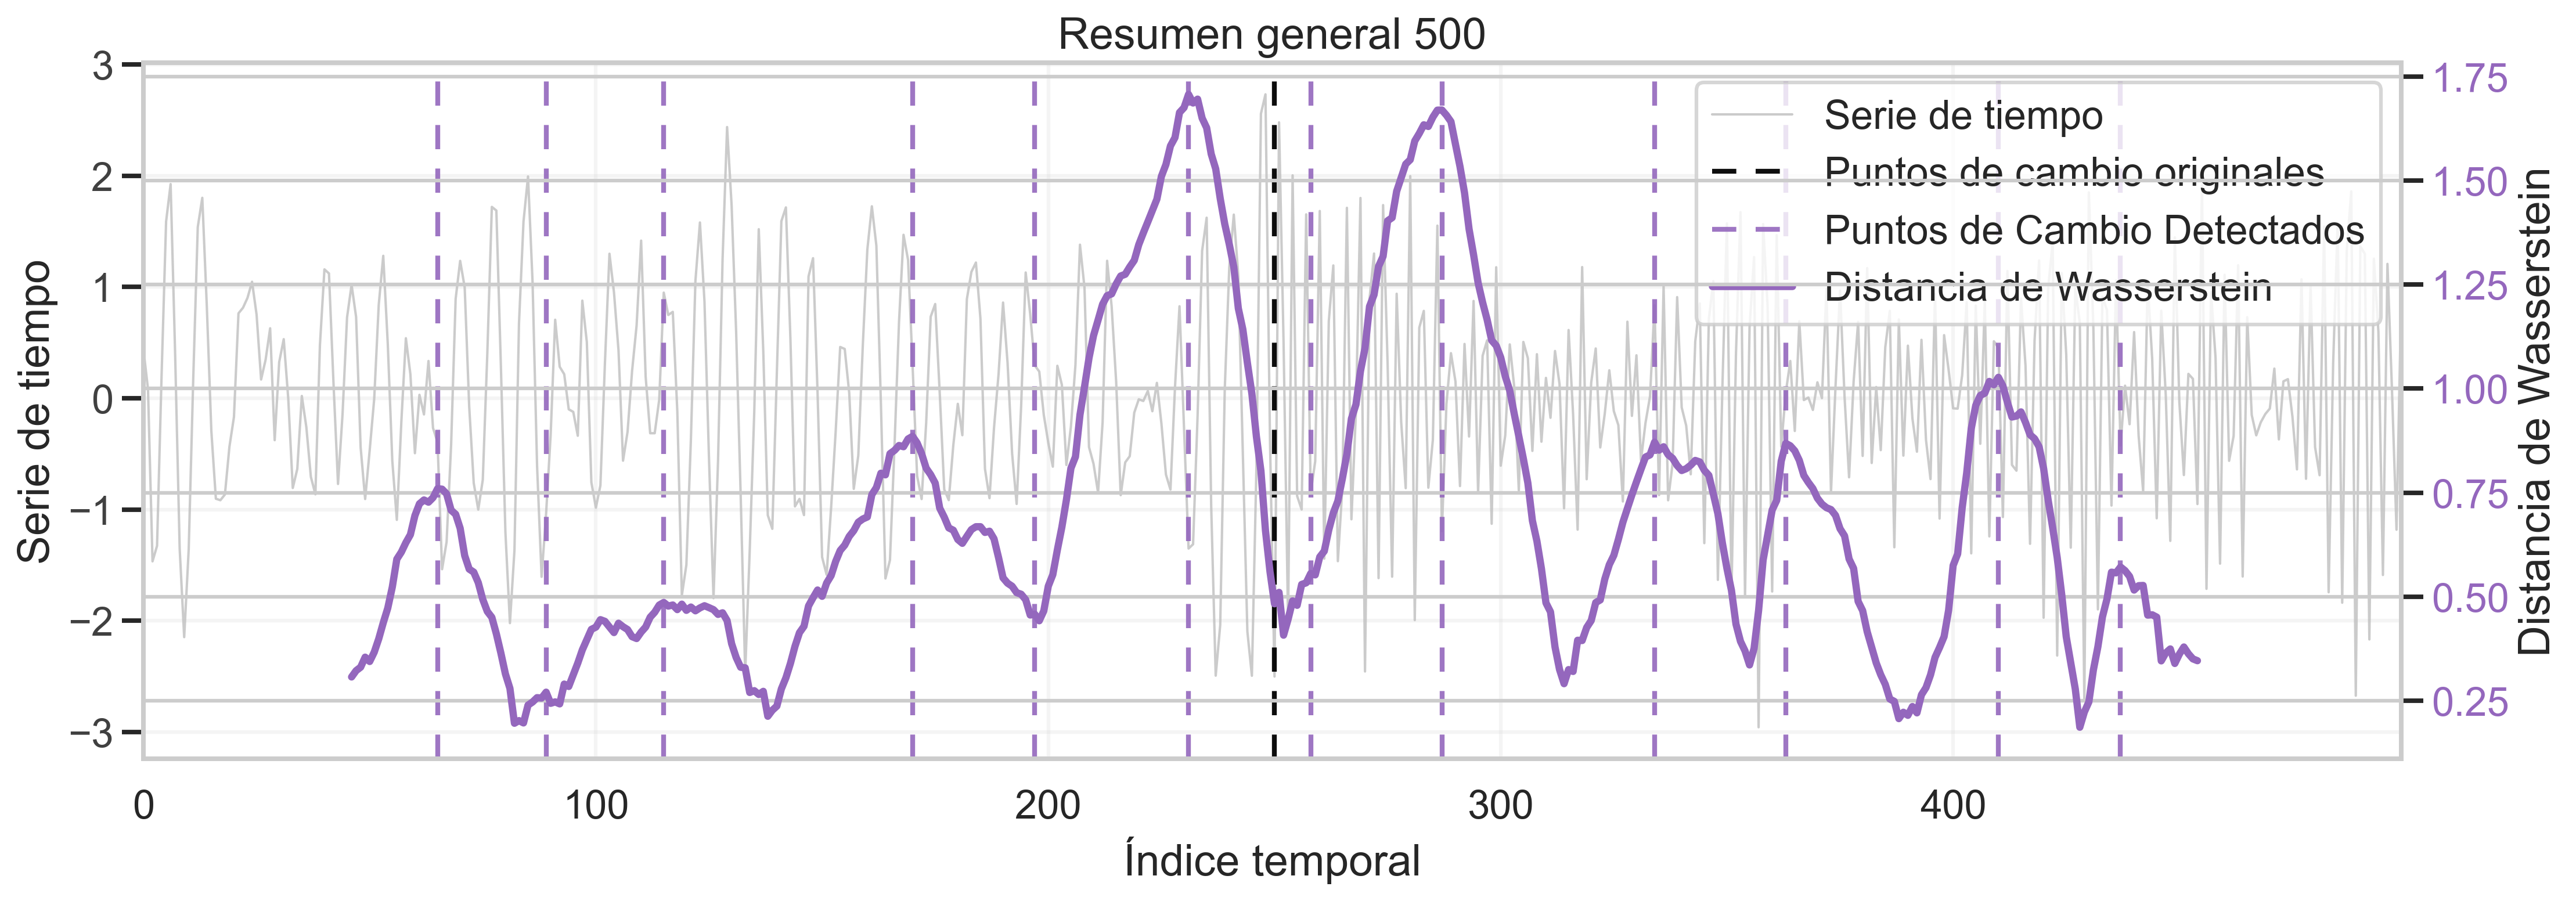 Resumen general 500
Serie de tiempo
3
2
1
0
−1
−2
−3
0
100
200
300
400
Índice temporal
1.75
1.50
1.25
1.00
0.75
0.50
0.25
Distancia de Wasserstein
Serie de tiempo
Puntos de cambio originales
Puntos de Cambio Detectados
Distancia de Wasserstein